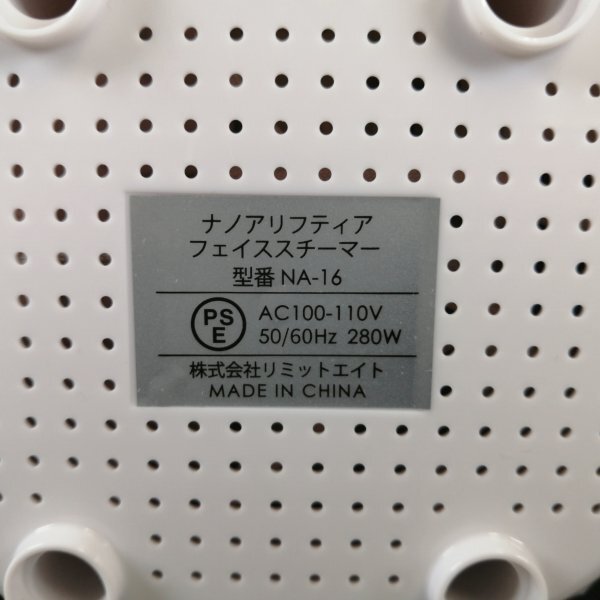 ナノアリフティア
フェイススチーマー
型番 NA-16
PS
E
AC100-110V
50/60Hz 280W
株式会社リミットエイト
MADE IN CHINA